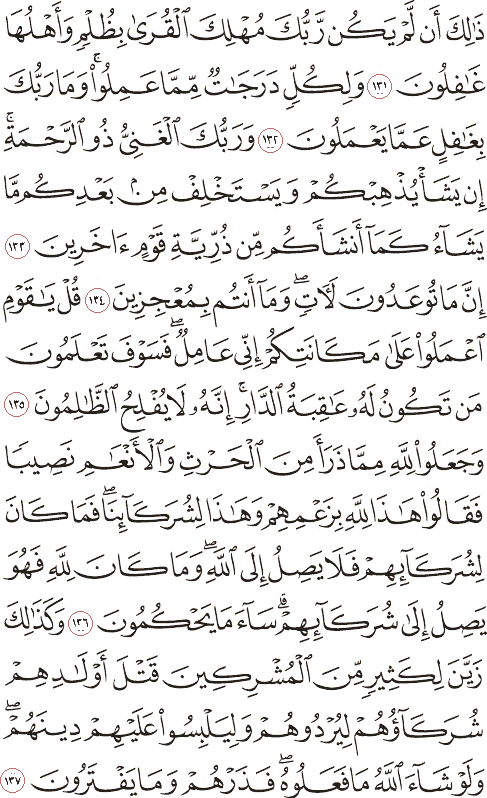 ذَٰلِكَ أَن لَّمْ يَكُن رَّبُّكَ مُهْلِكَ ٱلْقُرَىٰ بِظُلْمٍ وَأَهْلُهَا
غَٰفِلُونَ ١٣١ وَلِكُلٍّ دَرَجَٰتٌ مِّمَّا عَمِلُوا۟ ۚ وَمَا رَبُّكَ
بِغَٰفِلٍ عَمَّا يَعْمَلُونَ ١٣٢ وَرَبُّكَ ٱلْغَنِىُّ ذُو ٱلرَّحْمَةِ ۚ
إِن يَشَأْ يُذْهِبْكُمْ وَيَسْتَخْلِفْ مِنۢ بَعْدِكُم مَّا
يَشَآءُ كَمَآ أَنشَأَكُم مِّن ذُرِّيَّةِ قَوْمٍ ءَاخَرِينَ ١٣٣
إِنَّ مَا تُوعَدُونَ لَءَاتٍ ۖ وَمَآ أَنتُم بِمُعْجِزِينَ ١٣٤ قُلْ يَٰقَوْمِ
ٱعْمَلُوا۟ عَلَىٰ مَكَانَتِكُمْ إِنِّى عَامِلٌ ۖ فَسَوْفَ تَعْلَمُونَ
مَن تَكُونُ لَهُۥ عَٰقِبَةُ ٱلدَّارِ ۗ إِنَّهُۥ لَا يُفْلِحُ ٱلظَّٰلِمُونَ ١٣٥
وَجَعَلُوا۟ لِلَّهِ مِمَّا ذَرَأَ مِنَ ٱلْحَرْثِ وَٱلْأَنْعَٰمِ نَصِيبًا
فَقَالُوا۟ هَٰذَا لِلَّهِ بِزَعْمِهِمْ وَهَٰذَا لِشُرَكَآئِنَا ۖ فَمَا كَانَ
لِشُرَكَآئِهِمْ فَلَا يَصِلُ إِلَى ٱللَّهِ ۖ وَمَا كَانَ لِلَّهِ فَهُوَ
يَصِلُ إِلَىٰ شُرَكَآئِهِمْ ۗ سَآءَ مَا يَحْكُمُونَ ١٣٦ وَكَذَٰلِكَ
زَيَّنَ لِكَثِيرٍ مِّنَ ٱلْمُشْرِكِينَ قَتْلَ أَوْلَٰدِهِمْ
شُرَكَآؤُهُمْ لِيُرْدُوهُمْ وَلِيَلْبِسُوا۟ عَلَيْهِمْ دِينَهُمْ ۖ
وَلَوْ شَآءَ ٱللَّهُ مَا فَعَلُوهُ ۖ فَذَرْهُمْ وَمَا يَفْتَرُونَ ١٣٧